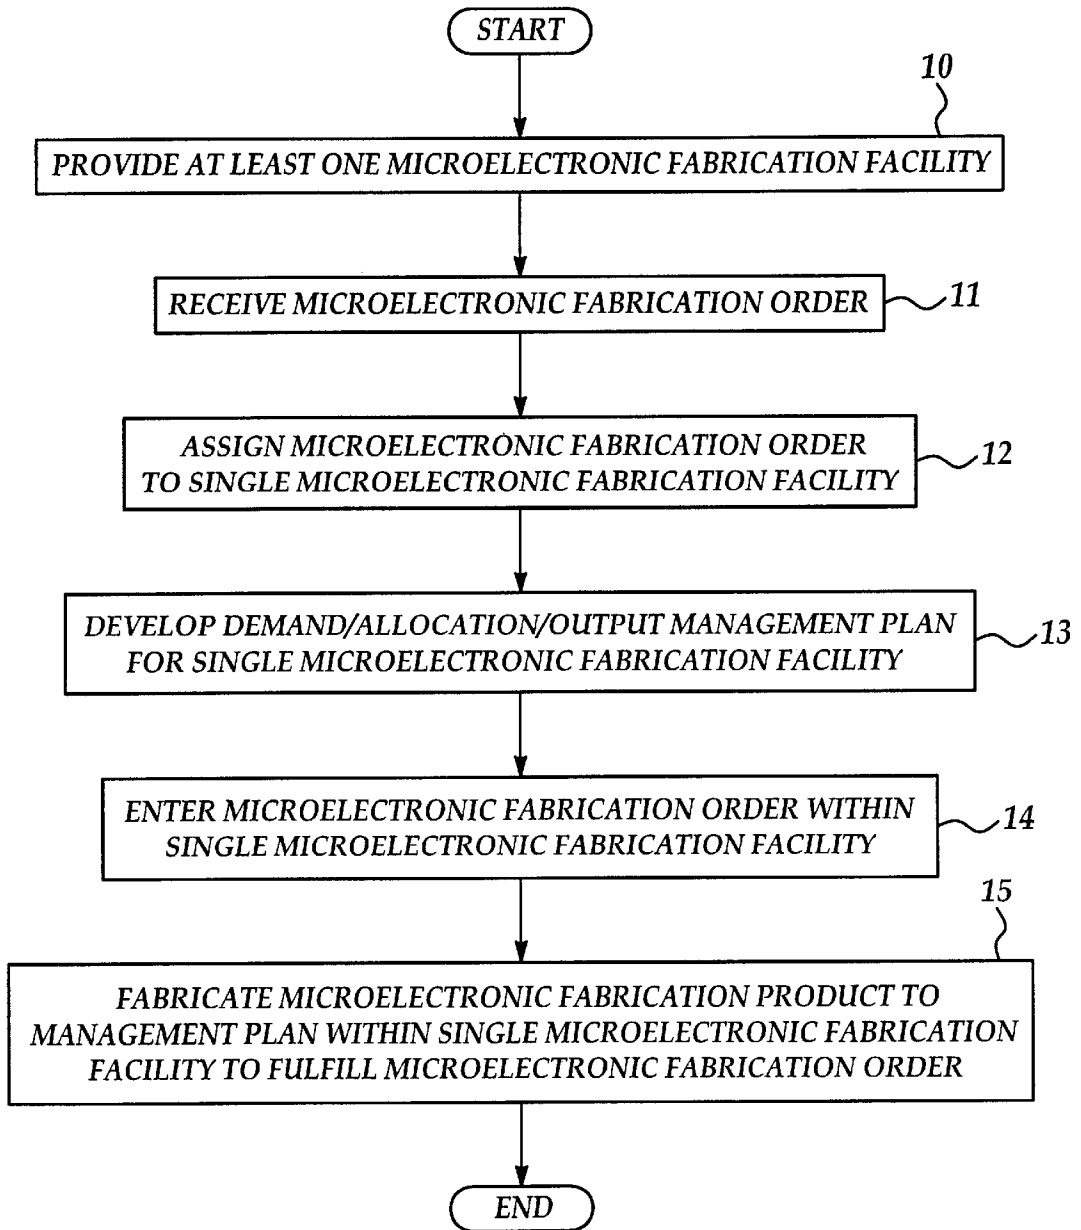 START
10
PROVIDE AT LEAST ONE MICROELECTRONIC FABRICATION FACILITY
RECEIVE MICROELECTRONIC FABRICATION ORDER
11
ASSIGN MICROELECTRONIC FABRICATION ORDER
TO SINGLE MICROELECTRONIC FABRICATION FACILITY
12
DEVELOP DEMAND/ALLOCATION/OUTPUT MANAGEMENT PLAN
FOR SINGLE MICROELECTRONIC FABRICATION FACILITY
13
ENTER MICROELECTRONIC FABRICATION ORDER WITHIN
SINGLE MICROELECTRONIC FABRICATION FACILITY
14
15
FABRICATE MICROELECTRONIC FABRICATION PRODUCT TO
MANAGEMENT PLAN WITHIN SINGLE MICROELECTRONIC FABRICATION
FACILITY TO FULFILL MICROELECTRONIC FABRICATION ORDER
END